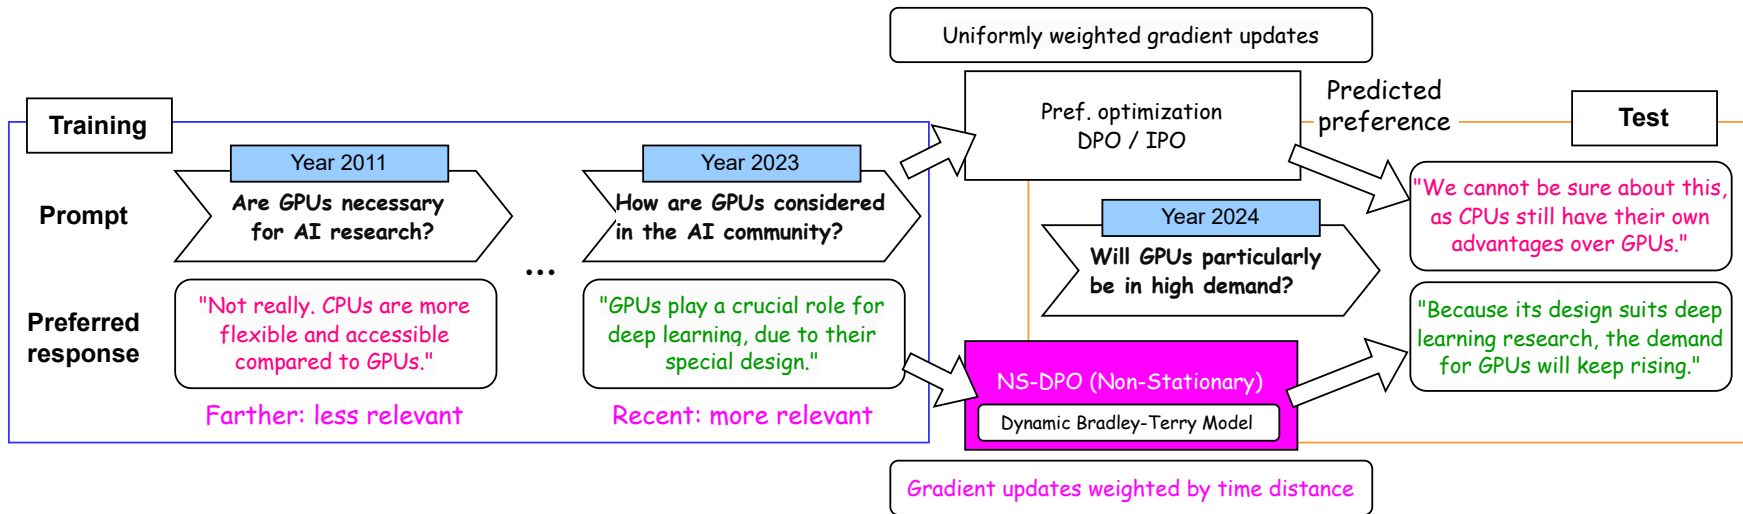 Uniformly weighted gradient updates
Training
Year 2011
Year 2023
Prompt
Are GPUs necessary
for AI research?
How are GPUs considered
in the AI community?
...
Preferred
response
"Not really. CPUs are more
flexible and accessible
compared to GPUs."
"GPUs play a crucial role for
deep learning, due to their
special design."
Farther: less relevant
Recent: more relevant
Pref. optimization
DPO / IPO
Predicted
preference
Test
Year 2024
Will GPUs particularly
be in high demand?
"We cannot be sure about this,
as CPUs still have their own
advantages over GPUs."
"Because its design suits deep
learning research, the demand
for GPUs will keep rising."
NS-DPO (Non-Stationary)
Dynamic Bradley-Terry Model
Gradient updates weighted by time distance